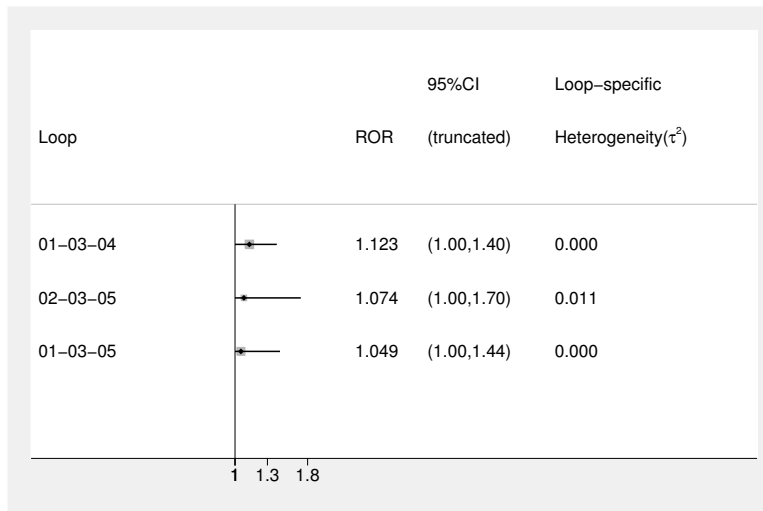 95%CI Loop−specific
Loop ROR (truncated) Heterogeneity(τ²)
01−03−04 1.123 (1.00,1.40) 0.000
02−03−05 1.074 (1.00,1.70) 0.011
01−03−05 1.049 (1.00,1.44) 0.000
1 1.3 1.8